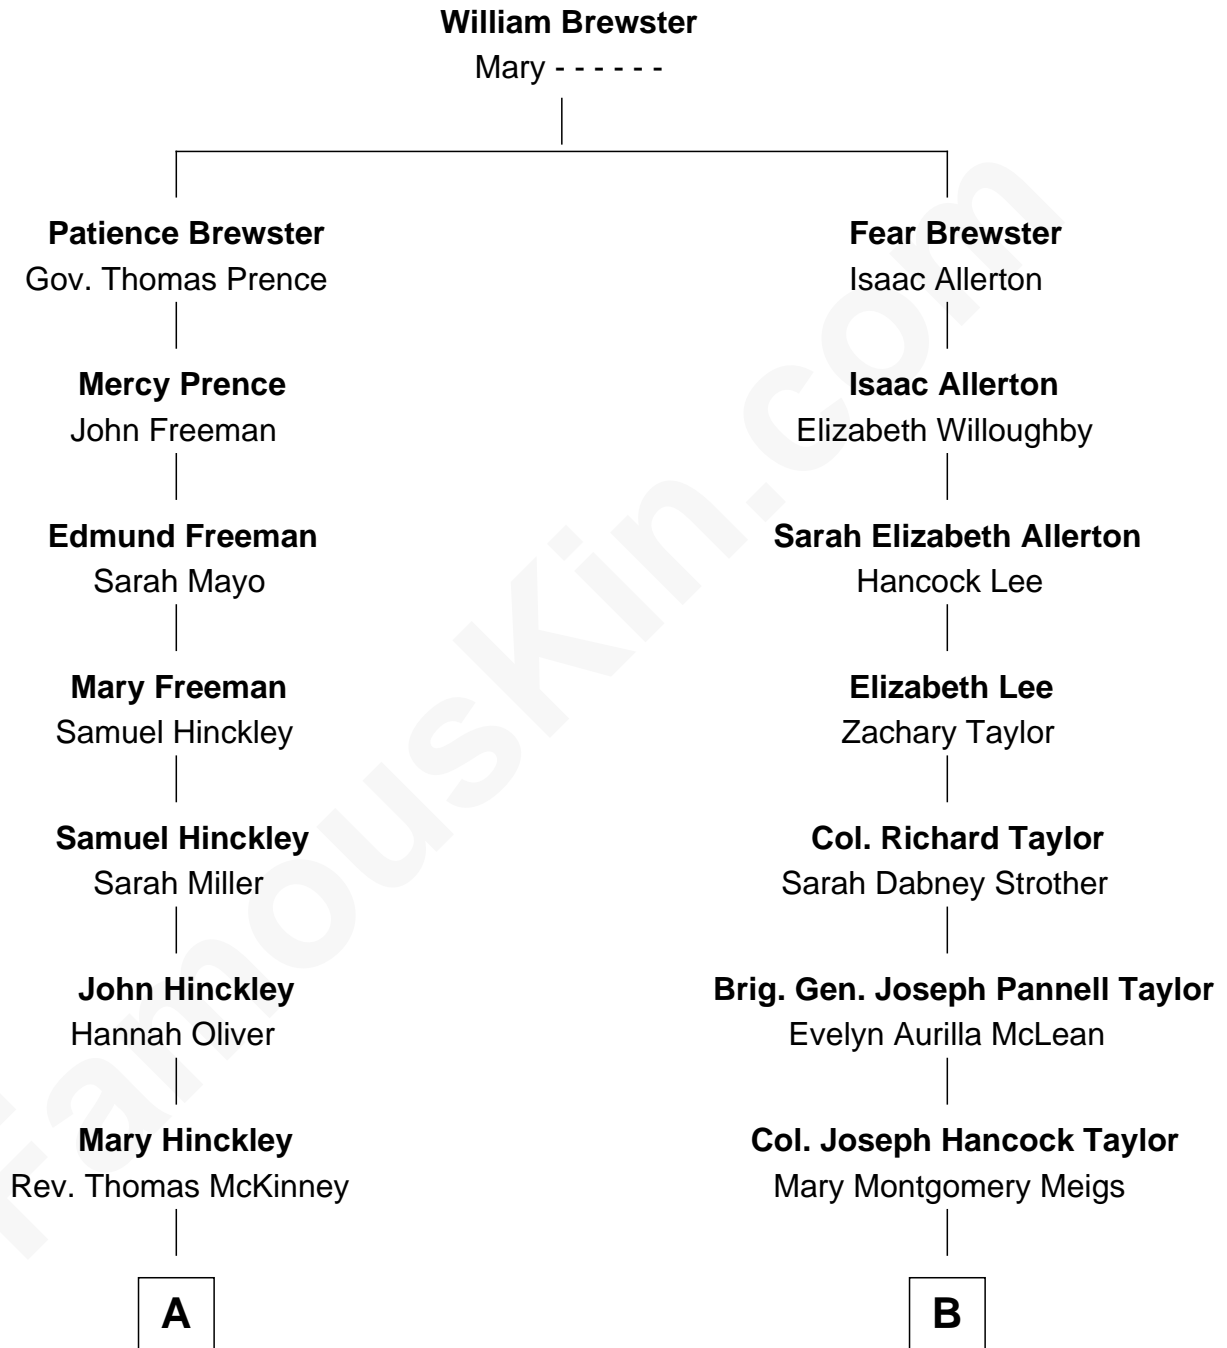 William Brewster
Mary - - - - - -
Patience Brewster
Gov. Thomas Prence
Fear Brewster
Isaac Allerton
Mercy Prence
John Freeman
Isaac Allerton
Elizabeth Willoughby
Edmund Freeman
Sarah Mayo
Sarah Elizabeth Allerton
Hancock Lee
Mary Freeman
Samuel Hinckley
Elizabeth Lee
Zachary Taylor
Samuel Hinckley
Sarah Miller
Col. Richard Taylor
Sarah Dabney Strother
John Hinckley
Hannah Oliver
Brig. Gen. Joseph Pannell Taylor
Evelyn Aurilla McLean
Mary Hinckley
Rev. Thomas McKinney
Col. Joseph Hancock Taylor
Mary Montgomery Meigs
A
B
FamousKin.com